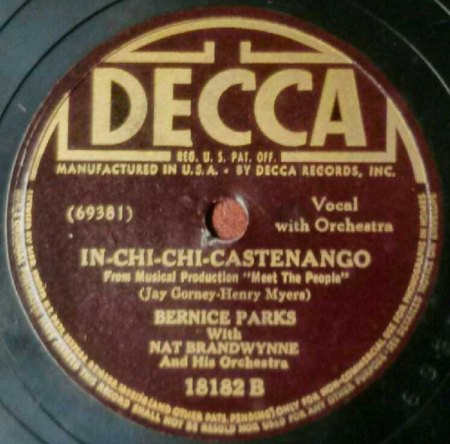 DECCA
REG. U. S. PAT. OFF.
MANUFACTURED IN U.S.A. - BY DECCA RECORDS, INC.
(69381)
Vocal
with Orchestra
IN-CHI-CHI-CASTENANGO
From Musical Production "Meet The People"
(Jay Gorney-Henry Myers)
BERNICE PARKS
With
NAT BRANDWYNNE
And His Orchestra
18182 B